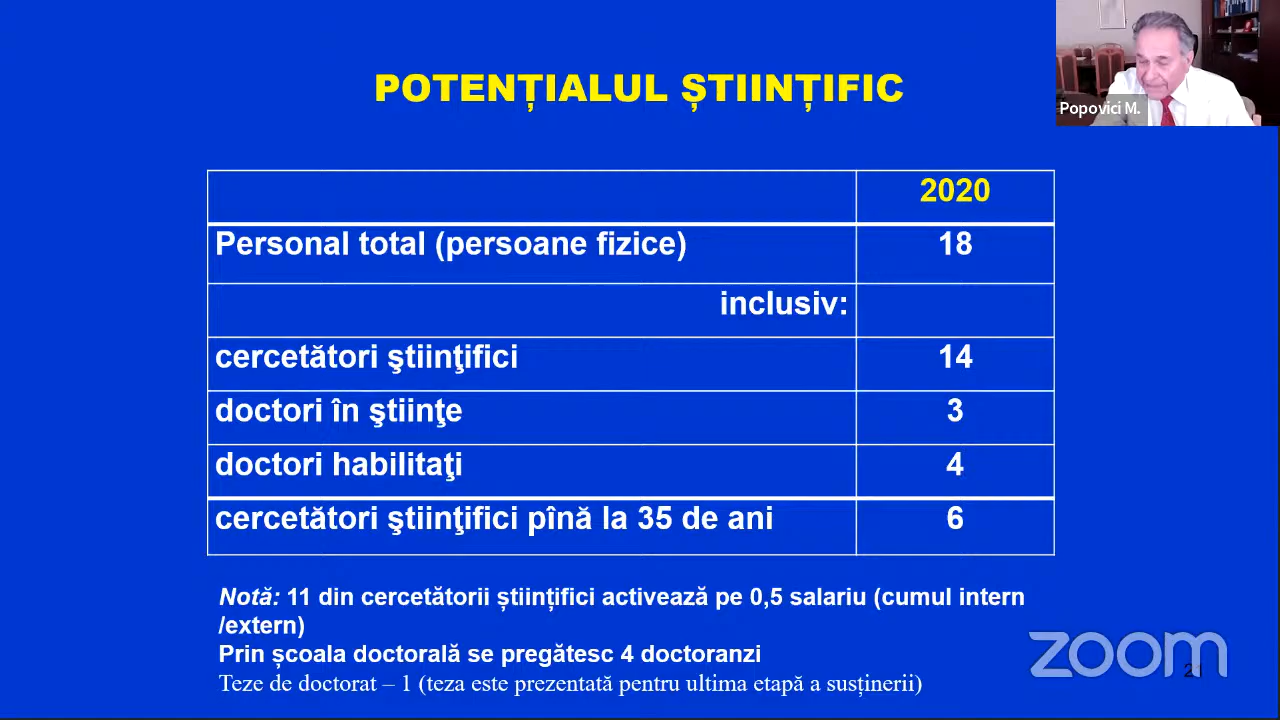 POTENȚIALUL ȘTIINȚIFIC
Popovici M.
2020
Personal total (persoane fizice) 18
inclusiv:
cercetători ştiinţifici 14
doctori în ştiinţe 3
doctori habilitaţi 4
cercetători ştiinţifici pînă la 35 de ani 6
Notă: 11 din cercetătorii științifici activează pe 0,5 salariu (cumul intern
/extern)
Prin școala doctorală se pregătesc 4 doctoranzi
Teze de doctorat – 1 (teza este prezentată pentru ultima etapă a susținerii)
zoom
21